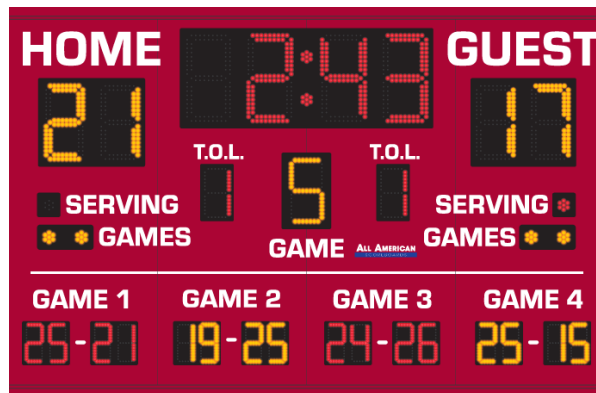 HOME 2:43 GUEST
21 17
T.O.L. T.O.L.
1 5 1
SERVING SERVING
GAMES GAME ALL AMERICAN GAMES
GAME 1 GAME 2 GAME 3 GAME 4
25-21 19-25 24-26 25-15